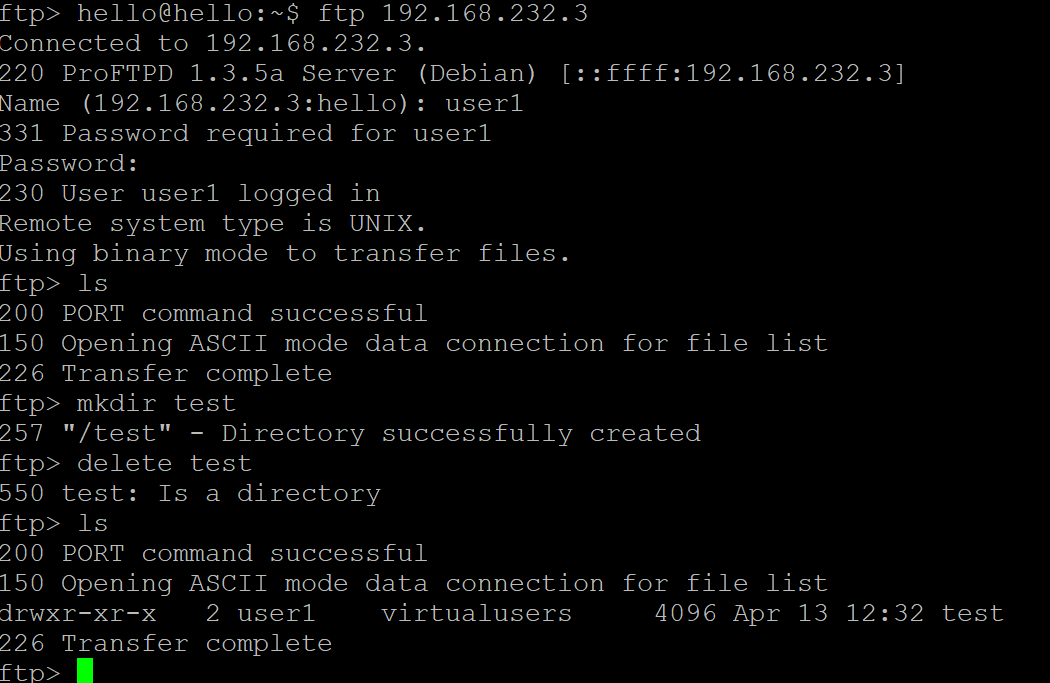 ftp> hello@hello:~$ ftp 192.168.232.3
Connected to 192.168.232.3.
220 ProFTPD 1.3.5a Server (Debian) [::ffff:192.168.232.3]
Name (192.168.232.3:hello): user1
331 Password required for user1
Password:
230 User user1 logged in
Remote system type is UNIX.
Using binary mode to transfer files.
ftp> ls
200 PORT command successful
150 Opening ASCII mode data connection for file list
226 Transfer complete
ftp> mkdir test
257 "/test" - Directory successfully created
ftp> delete test
550 test: Is a directory
ftp> ls
200 PORT command successful
150 Opening ASCII mode data connection for file list
drwxr-xr-x   2 user1    virtualusers     4096 Apr 13 12:32 test
226 Transfer complete
ftp>